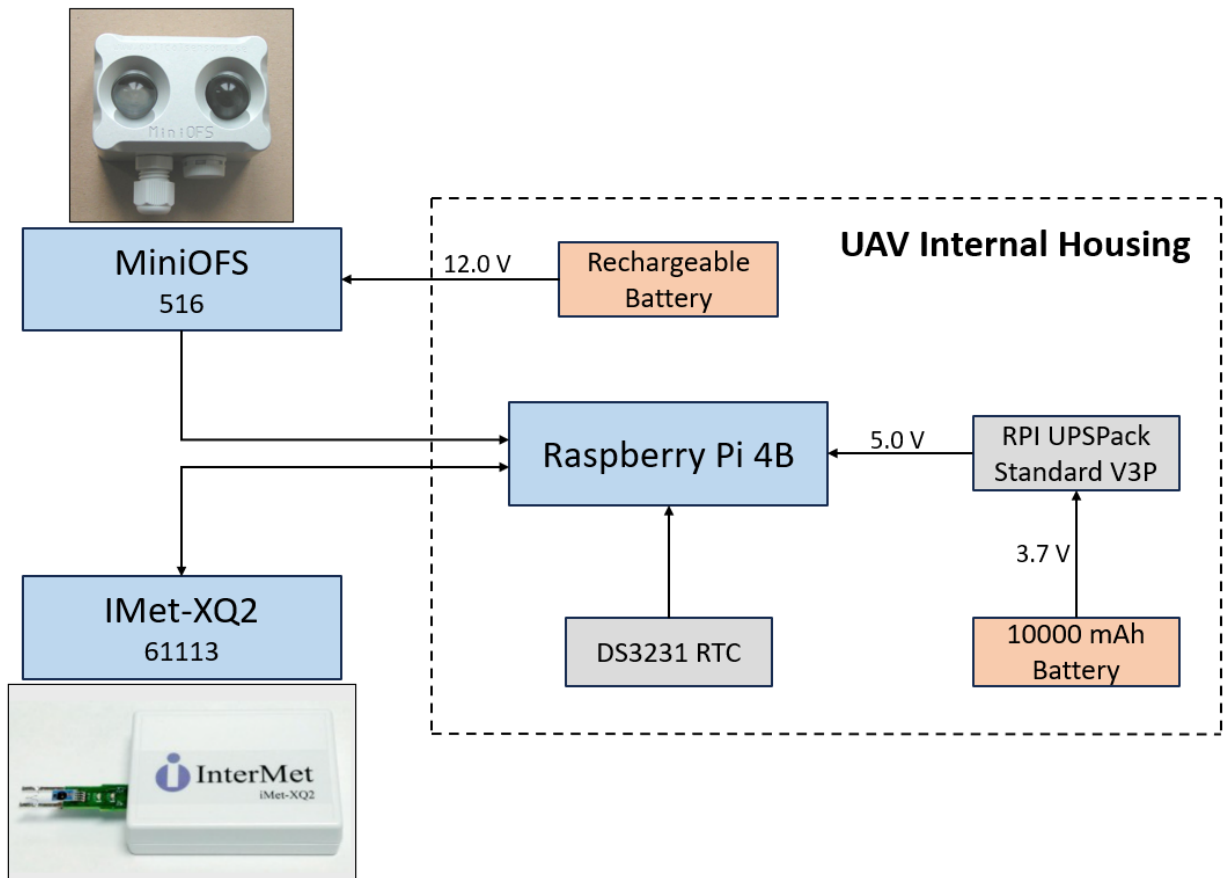 MiniOFS
MiniOFS
516
12.0 V
Rechargeable
Battery
UAV Internal Housing
Raspberry Pi 4B
5.0 V
RPI UPSPack
Standard V3P
3.7 V
IMet-XQ2
61113
DS3231 RTC
10000 mAh
Battery
i InterMet
iMet-XQ2